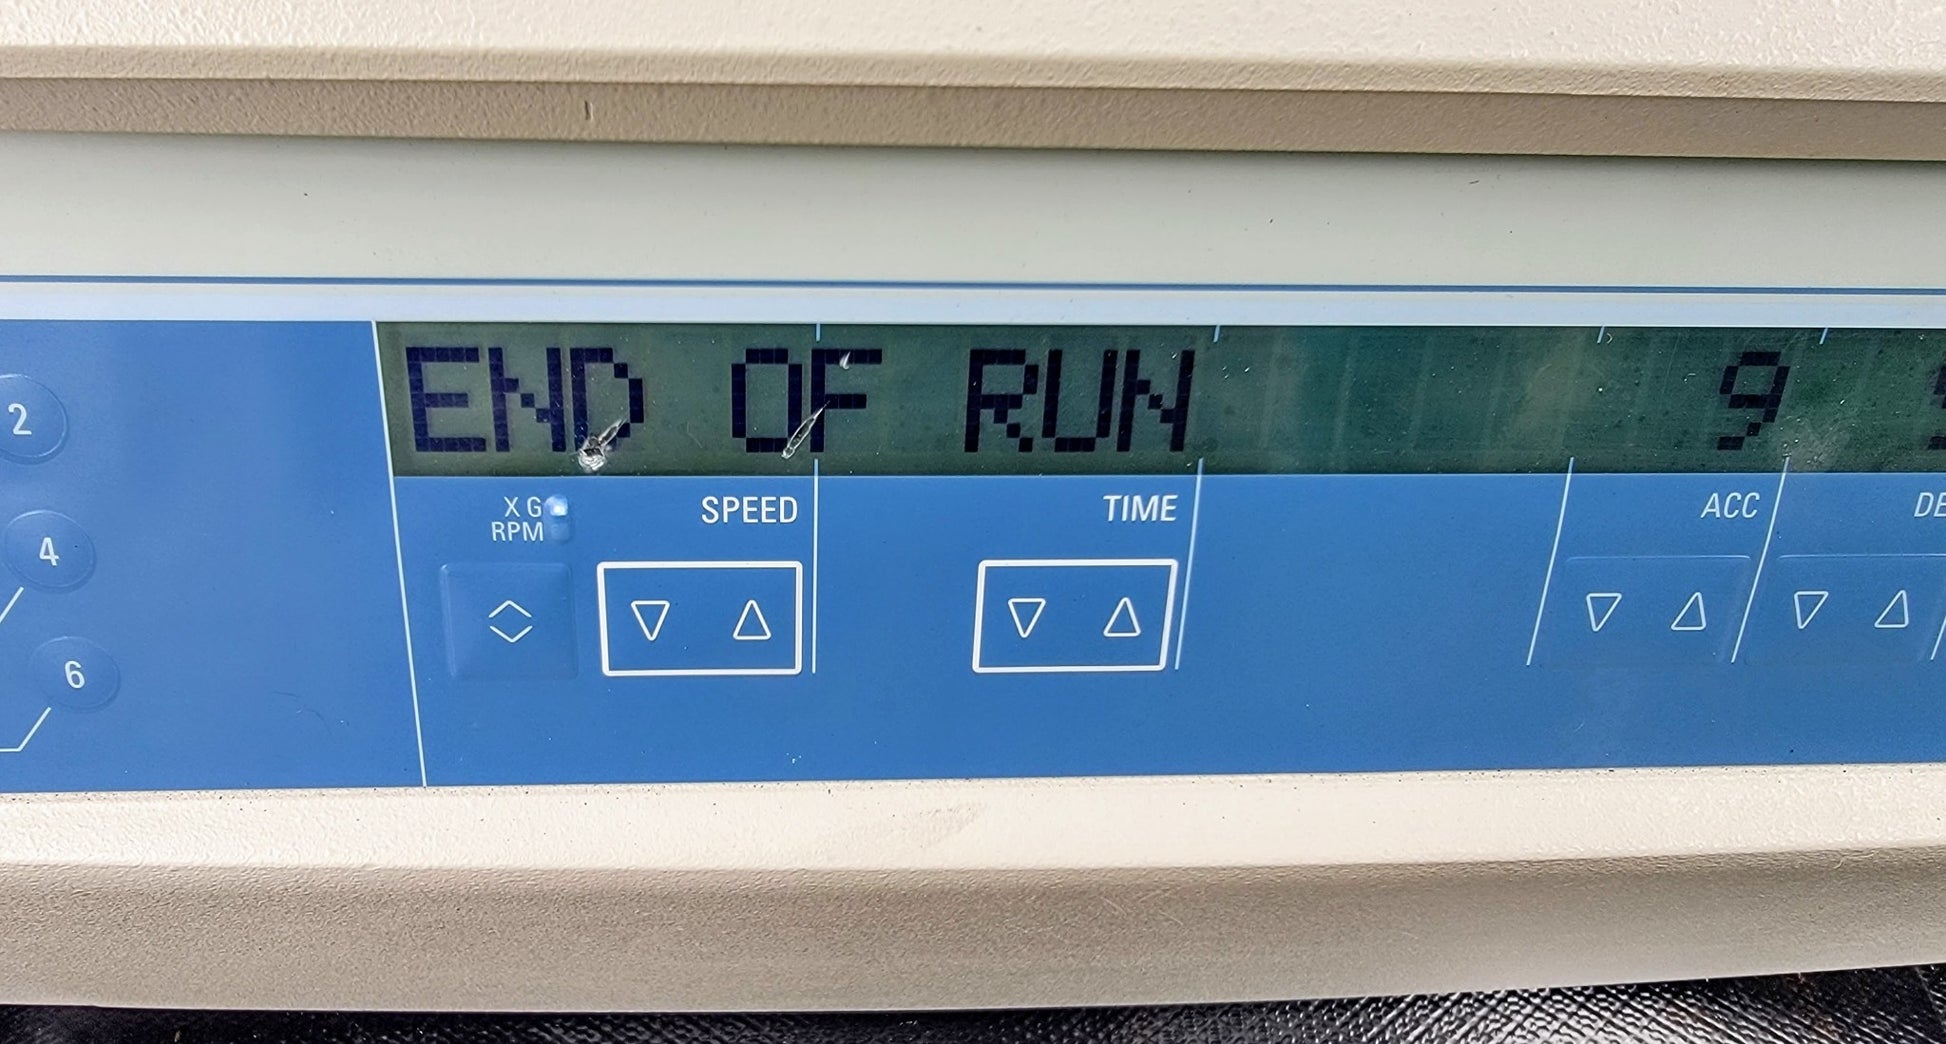 END OF RUN 9
2
X G
RPM
SPEED
TIME
ACC
4
6